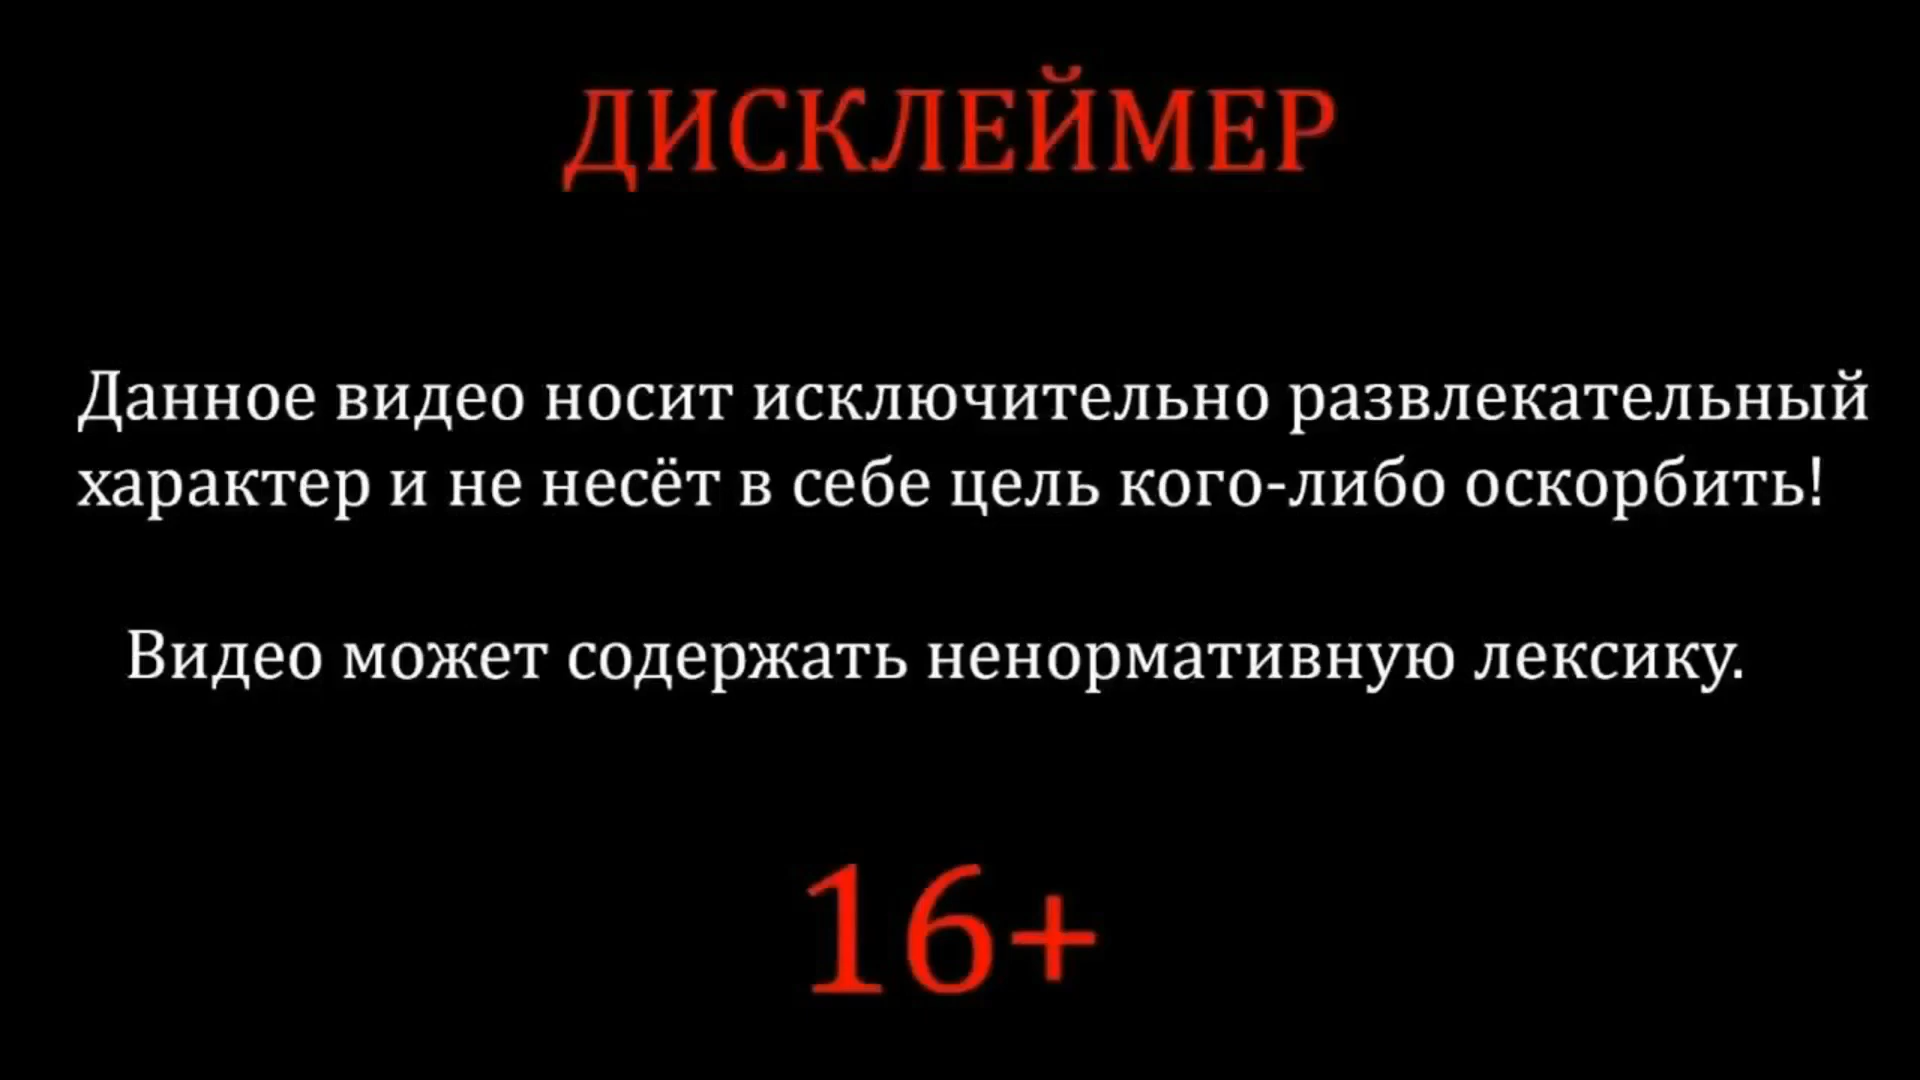 ДИСКЛЕЙМЕР
Данное видео носит исключительно развлекательный
характер и не несёт в себе цель кого-либо оскорбить!
Видео может содержать ненормативную лексику.
16+